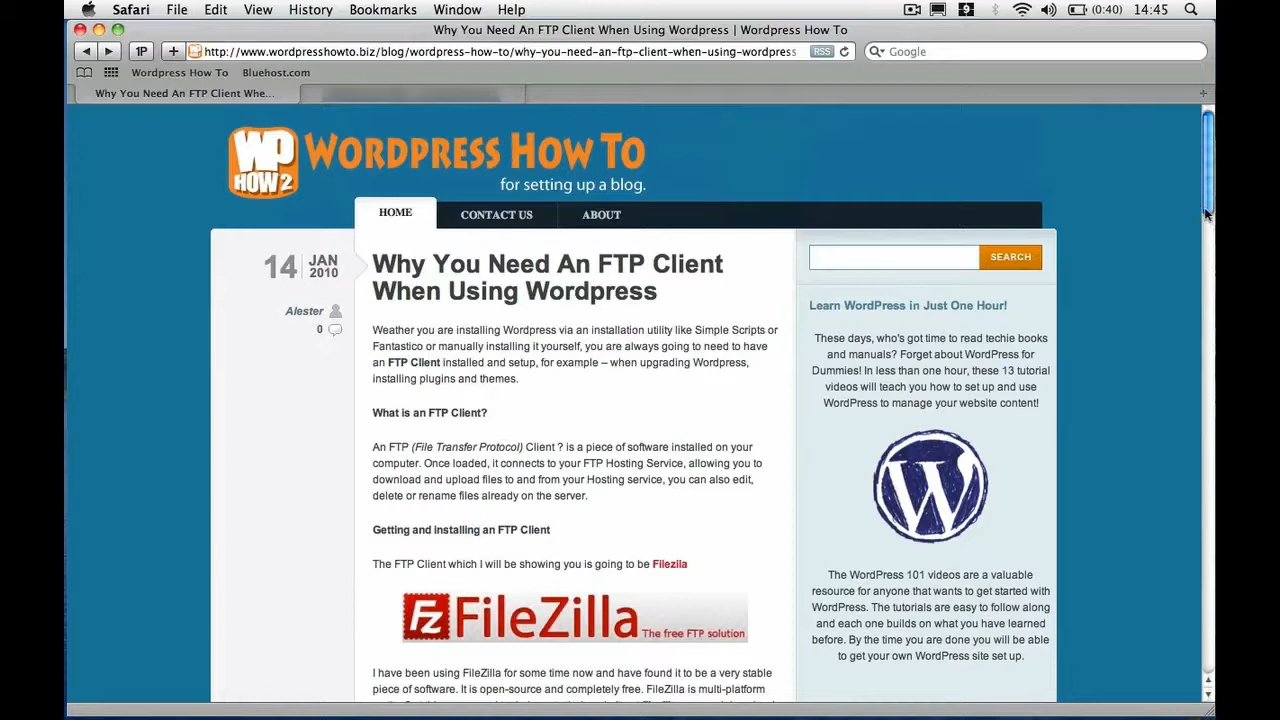 Safari File Edit View History Bookmarks Window Help (0:40) 14:45
Why You Need An FTP Client When Using Wordpress | Wordpress How To
1P + http://www.wordpresshowto.biz/blog/wordpress-how-to/why-you-need-an-ftp-client-when-using-wordpress RSS Google
Wordpress How To Bluehost.com
Why You Need An FTP Client Whe...
WP HOW 2
WORDPRESS HOW TO
for setting up a blog.
HOME CONTACT US ABOUT
14 JAN 2010
Alester
0
Why You Need An FTP Client
When Using Wordpress
Weather you are installing Wordpress via an installation utility like Simple Scripts or
Fantastico or manually installing it yourself, you are always going to need to have
an FTP Client installed and setup, for example – when upgrading Wordpress,
installing plugins and themes.
What is an FTP Client?
An FTP (File Transfer Protocol) Client ? is a piece of software installed on your
computer. Once loaded, it connects to your FTP Hosting Service, allowing you to
download and upload files to and from your Hosting service, you can also edit,
delete or rename files already on the server.
Getting and installing an FTP Client
The FTP Client which I will be showing you is going to be Filezila
Fz FileZilla The free FTP solution
I have been using FileZilla for some time now and have found it to be a very stable
piece of software. It is open-source and completely free. FileZilla is multi-platform
SEARCH
Learn WordPress in Just One Hour!
These days, who's got time to read techie books
and manuals? Forget about WordPress for
Dummies! In less than one hour, these 13 tutorial
videos will teach you how to set up and use
WordPress to manage your website content!
W
The WordPress 101 videos are a valuable
resource for anyone that wants to get started with
WordPress. The tutorials are easy to follow along
and each one builds on what you have learned
before. By the time you are done you will be able
to get your own WordPress site set up.